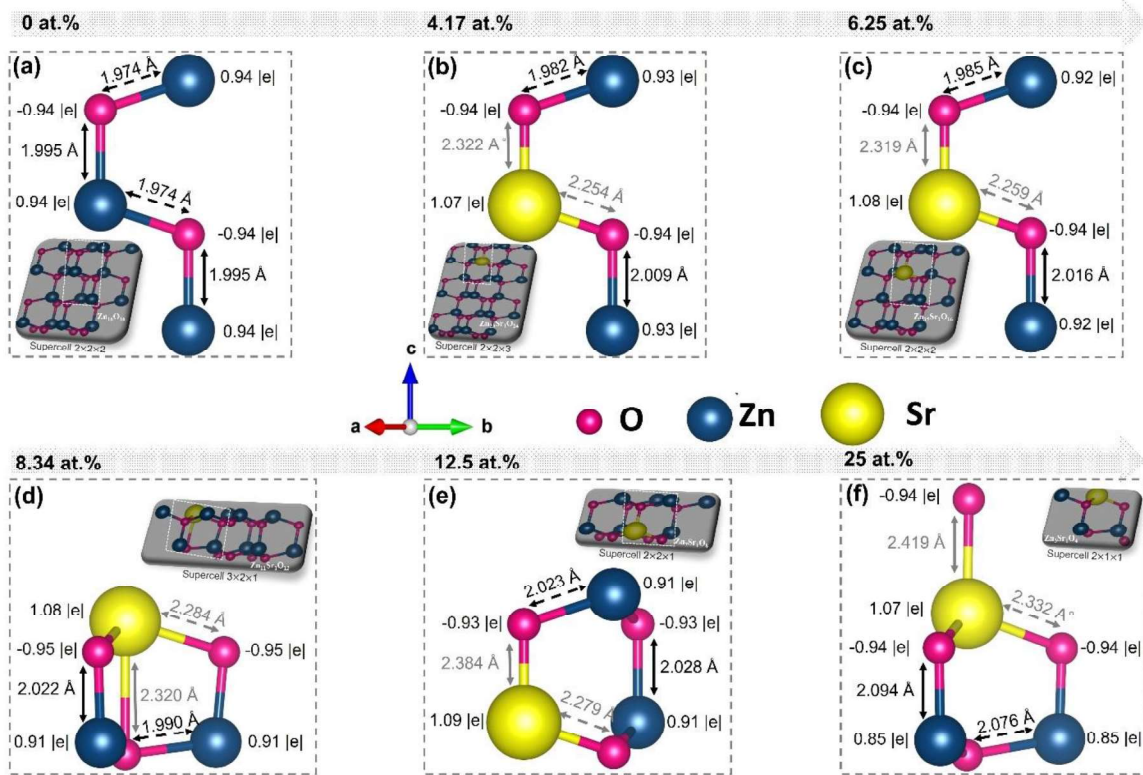 0 at.%
4.17 at.%
6.25 at.%
(a)
1.974 Å
0.94 |e|
-0.94 |e|
1.995 Å
1.974 Å
0.94 |e|
-0.94 |e|
1.995 Å
0.94 |e|
Supercell 2×2×2
(b)
1.982 Å
0.93 |e|
-0.94 |e|
2.322 Å
2.254 Å
1.07 |e|
-0.94 |e|
2.009 Å
0.93 |e|
Supercell 2×2×3
(c)
1.985 Å
0.92 |e|
-0.94 |e|
2.319 Å
2.259 Å
1.08 |e|
-0.94 |e|
2.016 Å
0.92 |e|
Supercell 2×2×2
c
a
b
O
Zn
Sr
8.34 at.%
12.5 at.%
25 at.%
(d)
Zn₁₁Sr₁O₁₂
Supercell 3×2×1
1.08 |e|
2.284 Å
-0.95 |e|
-0.95 |e|
2.022 Å
2.320 Å
1.990 Å
0.91 |e|
0.91 |e|
(e)
Zn₇Sr₁O₈
Supercell 2×2×1
2.023 Å
0.91 |e|
-0.93 |e|
-0.93 |e|
2.384 Å
2.028 Å
2.279 Å
1.09 |e|
0.91 |e|
(f)
-0.94 |e|
Zn₃Sr₁O₄
Supercell 2×1×1
2.419 Å
1.07 |e|
2.332 Å
-0.94 |e|
-0.94 |e|
2.094 Å
2.076 Å
0.85 |e|
0.85 |e|